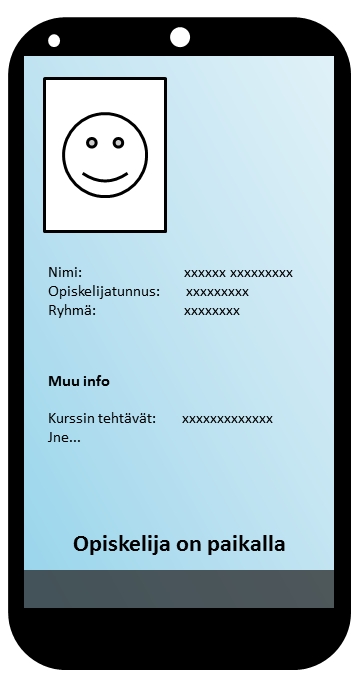 Nimi: xxxxxx xxxxxxxxx
Opiskelijatunnus: xxxxxxxxx
Ryhmä: xxxxxxxx
Muu info
Kurssin tehtävät: xxxxxxxxxxxxx
Jne...
Opiskelija on paikalla